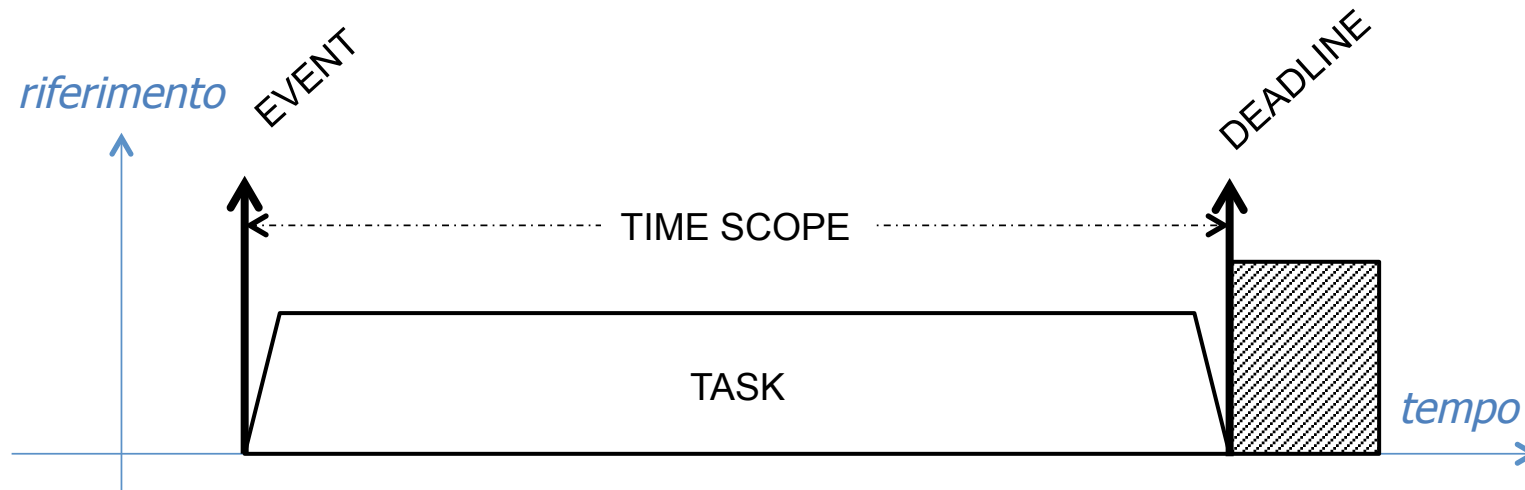 riferimento
EVENT
DEADLINE
TIME SCOPE
TASK
tempo